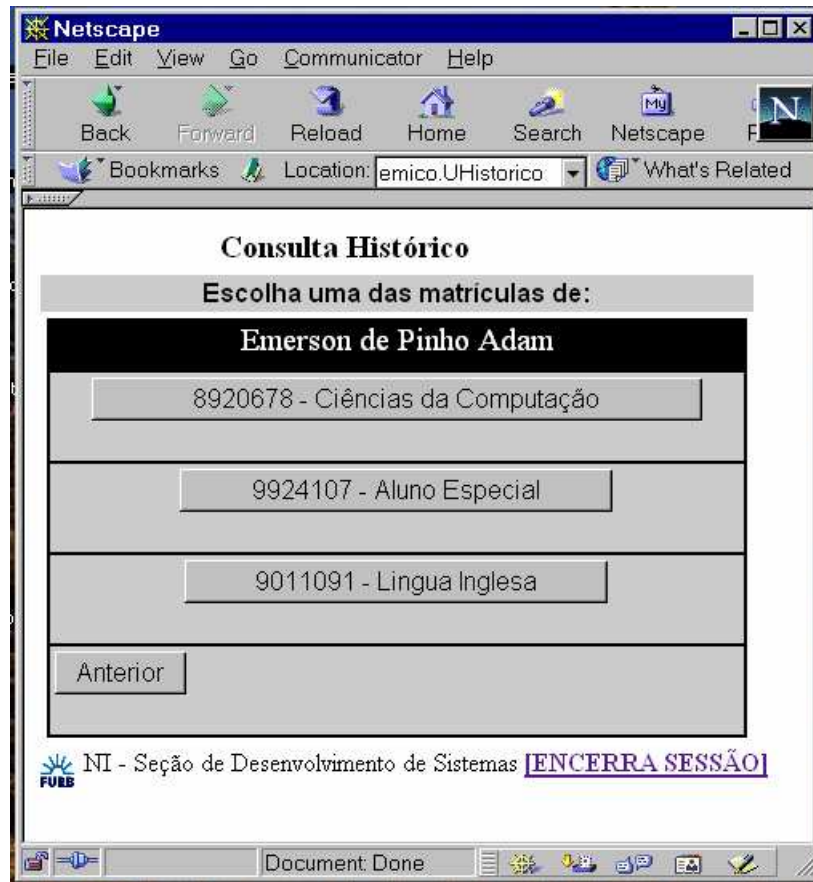 Netscape
File Edit View Go Communicator Help
Back Forward Reload Home Search Netscape
My
N
Bookmarks Location: emico.UHistorico What's Related
Consulta Histórico
Escolha uma das matrículas de:
Emerson de Pinho Adam
8920678 - Ciências da Computação
9924107 - Aluno Especial
9011091 - Lingua Inglesa
Anterior
FURB NI - Seção de Desenvolvimento de Sistemas [ENCERRA SESSÃO]
Document: Done